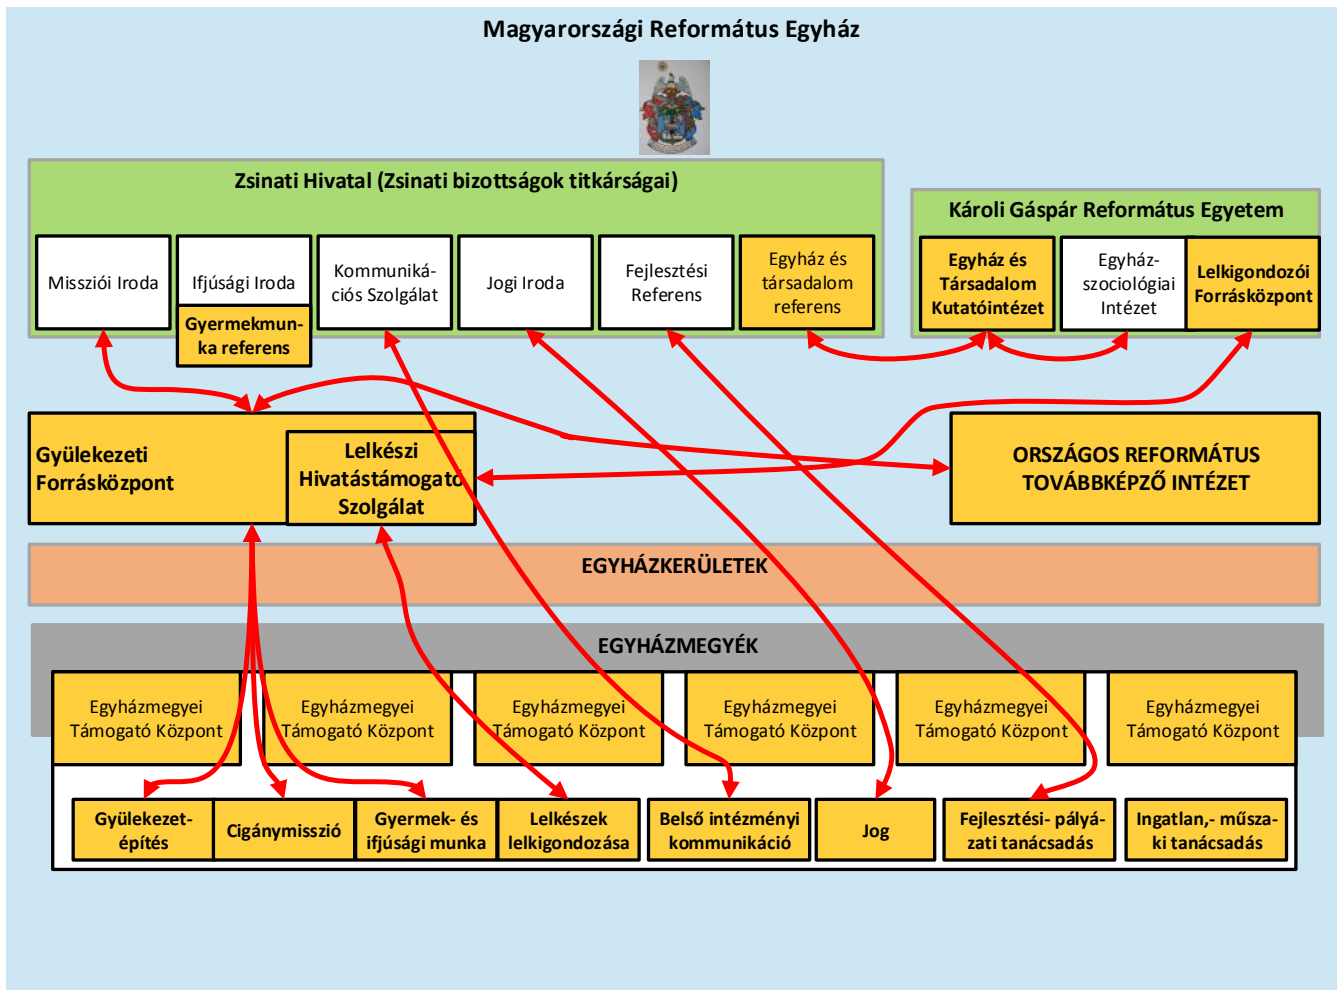 Magyarországi Református Egyház
Zsinati Hivatal (Zsinati bizottságok titkárságai)
Missziói Iroda
Ifjúsági Iroda
Gyermekmun-
ka referens
Kommuniká-
ciós Szolgálat
Jogi Iroda
Fejlesztési
Referens
Egyház és
társadalom
referens
Károli Gáspár Református Egyetem
Egyház és
Társadalom
Kutatóintézet
Egyház-
szociológiai
Intézet
Lelkigondozói
Forrásközpont
Gyülekezeti
Forrásközpont
Lelkészi
Hivatástámogató
Szolgálat
ORSZÁGOS REFORMÁTUS
TOVÁBBKÉPZŐ INTÉZET
EGYHÁZKERÜLETEK
EGYHÁZMEGYÉK
Egyházmegyei
Támogató Központ
Egyházmegyei
Támogató Központ
Egyházmegyei
Támogató Központ
Egyházmegyei
Támogató Központ
Egyházmegyei
Támogató Központ
Egyházmegyei
Támogató Központ
Gyülekezet-
építés
Cigánymisszió
Gyermek- és
ifjúsági munka
Lelkészek
lelkigondozása
Belső intézményi
kommunikáció
Jog
Fejlesztési- pályá-
zati tanácsadás
Ingatlan,- műsza-
ki tanácsadás